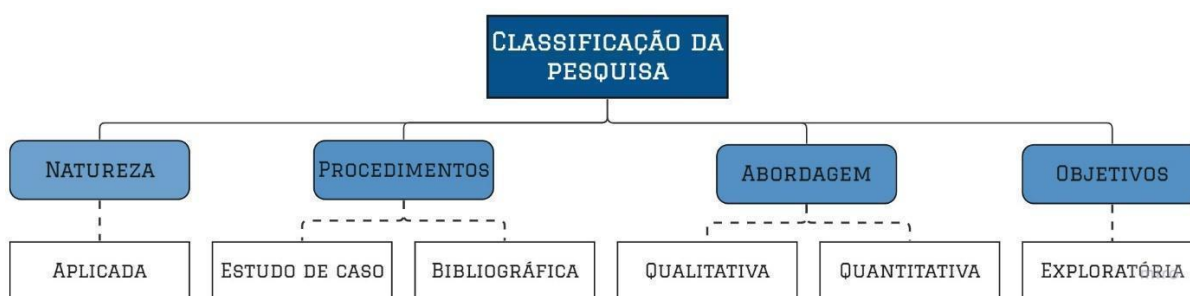 CLASSIFICAÇÃO DA
PESQUISA
NATUREZA
PROCEDIMENTOS
ABORDAGEM
OBJETIVOS
APLICADA
ESTUDO DE CASO
BIBLIOGRÁFICA
QUALITATIVA
QUANTITATIVA
EXPLORATÓRIA